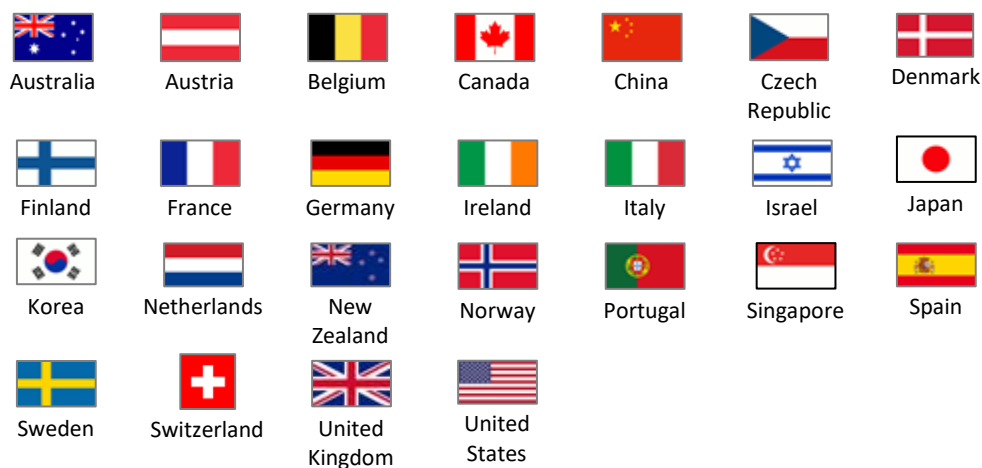 Australia
Austria
Belgium
Canada
China
Czech
Republic
Denmark
Finland
France
Germany
Ireland
Italy
Israel
Japan
Korea
Netherlands
New
Zealand
Norway
Portugal
Singapore
Spain
Sweden
Switzerland
United
Kingdom
United
States